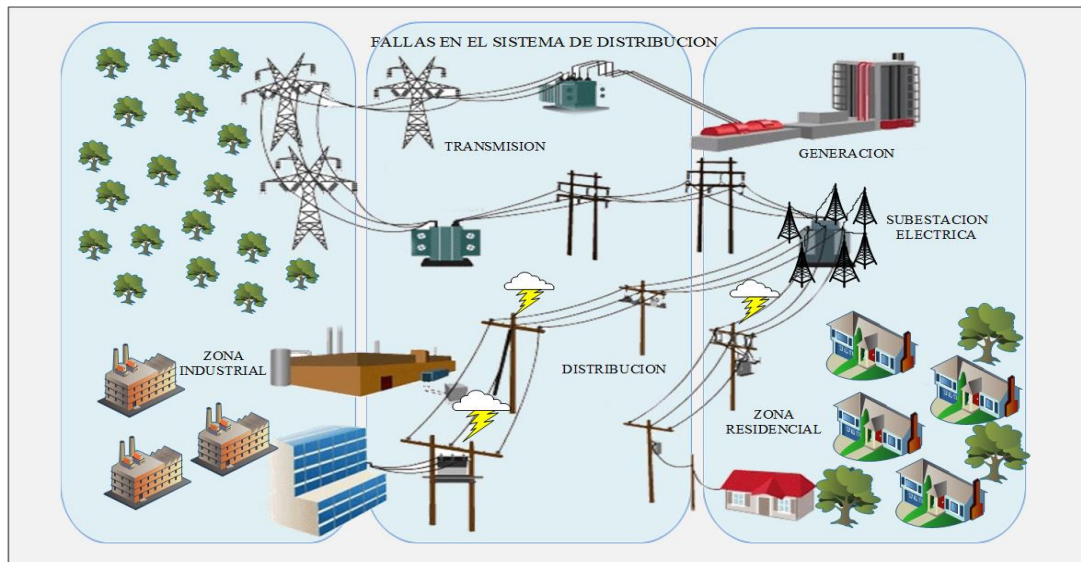 FALLAS EN EL SISTEMA DE DISTRIBUCION
TRANSMISION
GENERACION
SUBESTACION
ELECTRICA
ZONA
INDUSTRIAL
DISTRIBUCION
ZONA
RESIDENCIAL